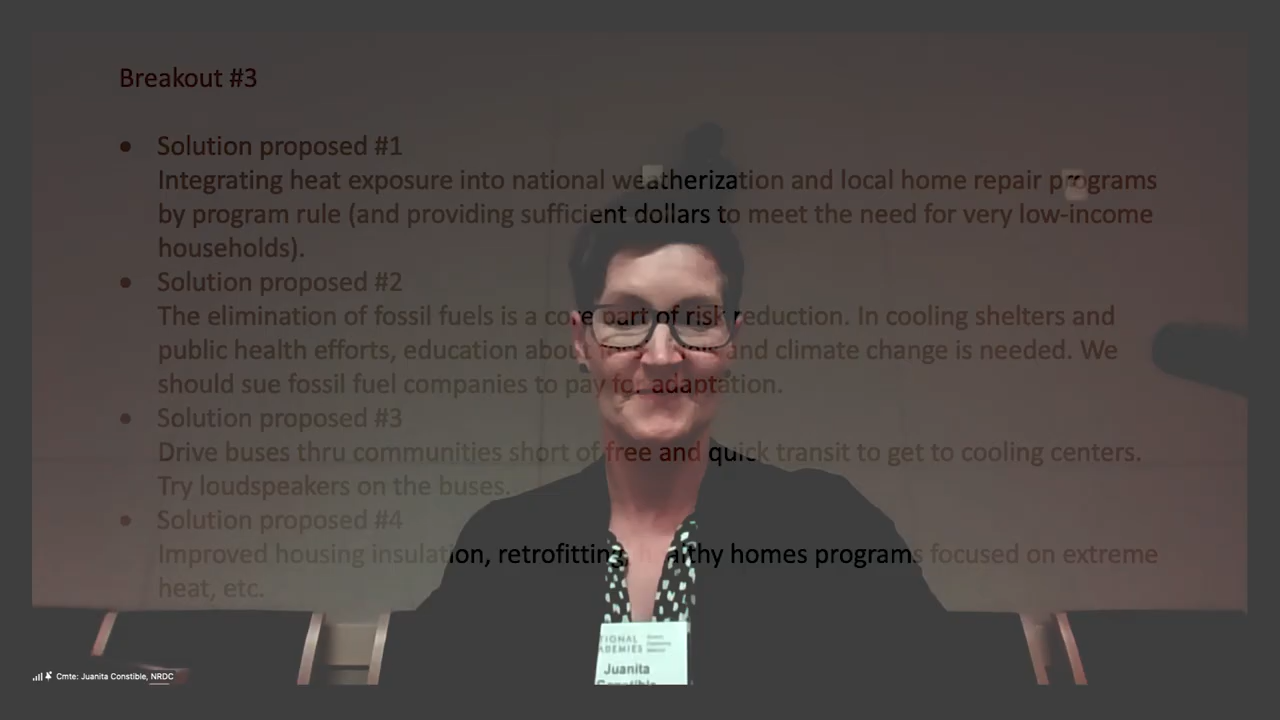 Breakout #3
• Solution proposed #1
Integrating heat exposure into national weatherization and local home repair programs
by program rule (and providing sufficient dollars to meet the need for very low-income
households).
• Solution proposed #2
The elimination of fossil fuels is a core part of risk reduction. In cooling shelters and
public health efforts, education about and climate change is needed. We
should sue fossil fuel companies to pay for adaptation.
• Solution proposed #3
Drive buses thru communities short of free and quick transit to get to cooling centers.
Try loudspeakers on the buses.
• Solution proposed #4
Improved housing insulation, retrofitting, healthy homes programs focused on extreme
heat, etc.
TIONAL
ADEMIES
Juanita
Constible
Cmte: Juanita Constible, NRDC